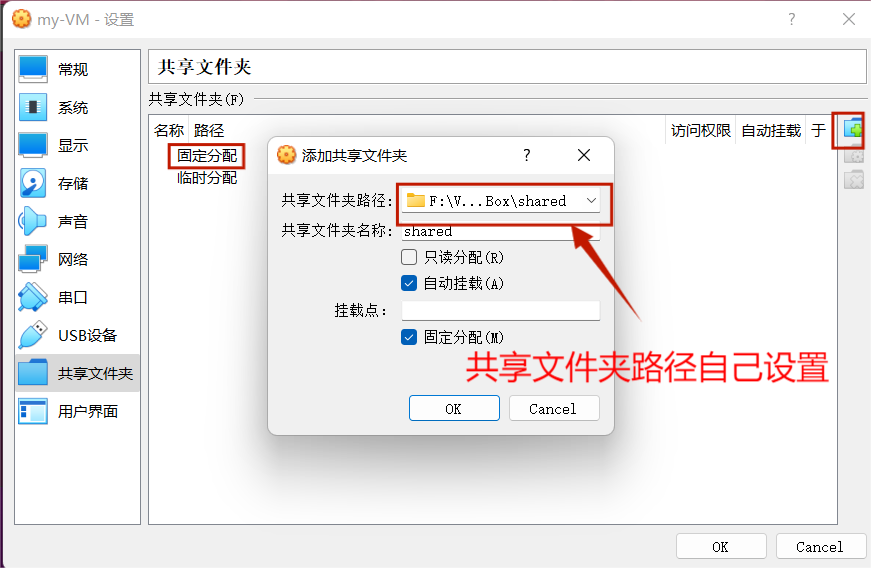 my-VM - 设置
常规
系统
显示
存储
声音
网络
串口
USB设备
共享文件夹
用户界面
共享文件夹
共享文件夹(F)
名称 路径 访问权限 自动挂载 于
固定分配
临时分配
添加共享文件夹 ?
共享文件夹路径: F:\V...Box\shared
共享文件夹名称: shared
只读分配(R)
自动挂载(A)
挂载点:
固定分配(M)
共享文件夹路径自己设置
OK Cancel
OK Cancel